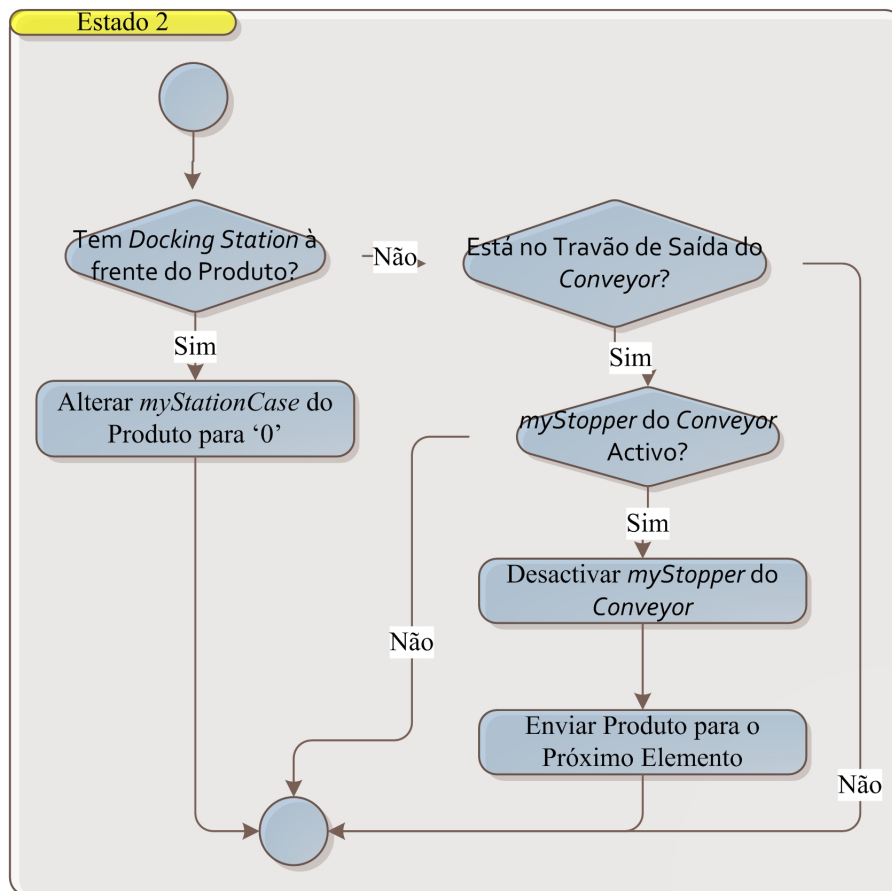 Estado 2
Tem Docking Station à
frente do Produto?
Não
Está no Travão de Saída do
Conveyor?
Sim
Sim
Alterar myStationCase do
Produto para ‘0’
myStopper do Conveyor
Activo?
Sim
Desactivar myStopper do
Conveyor
Não
Enviar Produto para o
Próximo Elemento
Não